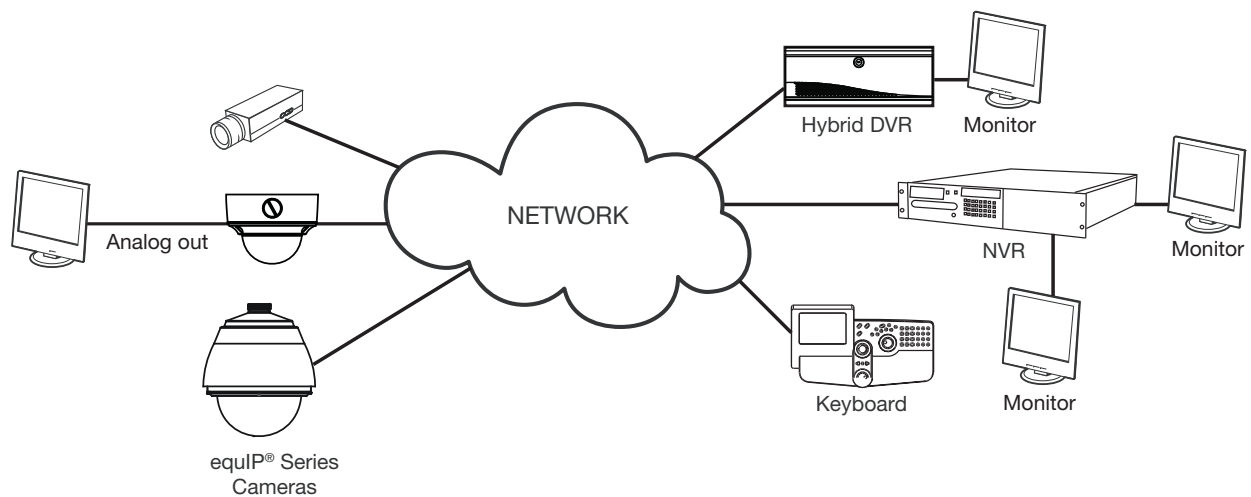 Hybrid DVR
Monitor
NETWORK
Analog out
NVR
Monitor
Keyboard
Monitor
equIP® Series
Cameras